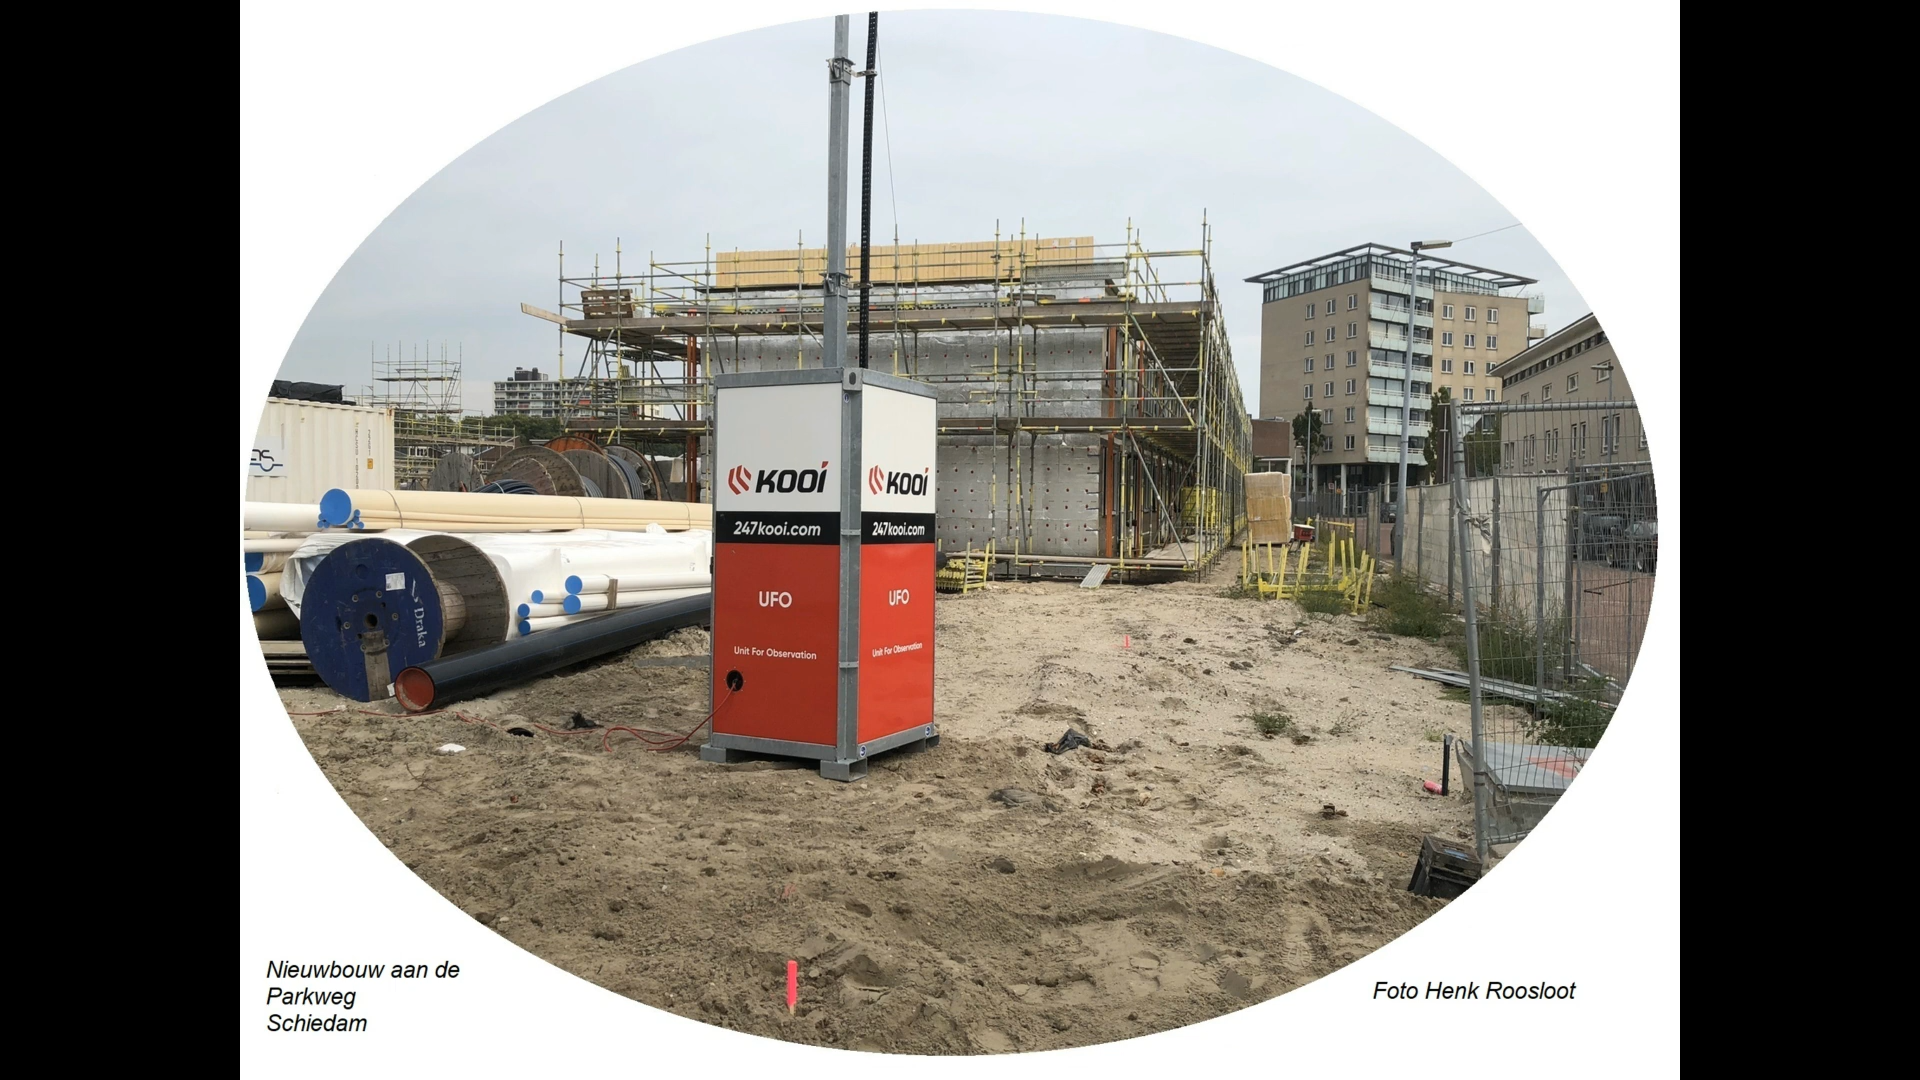 KOOI
247kooi.com
UFO
Unit For Observation
KOOI
247kooi.com
UFO
Unit For Observation
Draka
Nieuwbouw aan de
Parkweg
Schiedam
Foto Henk Roosloot